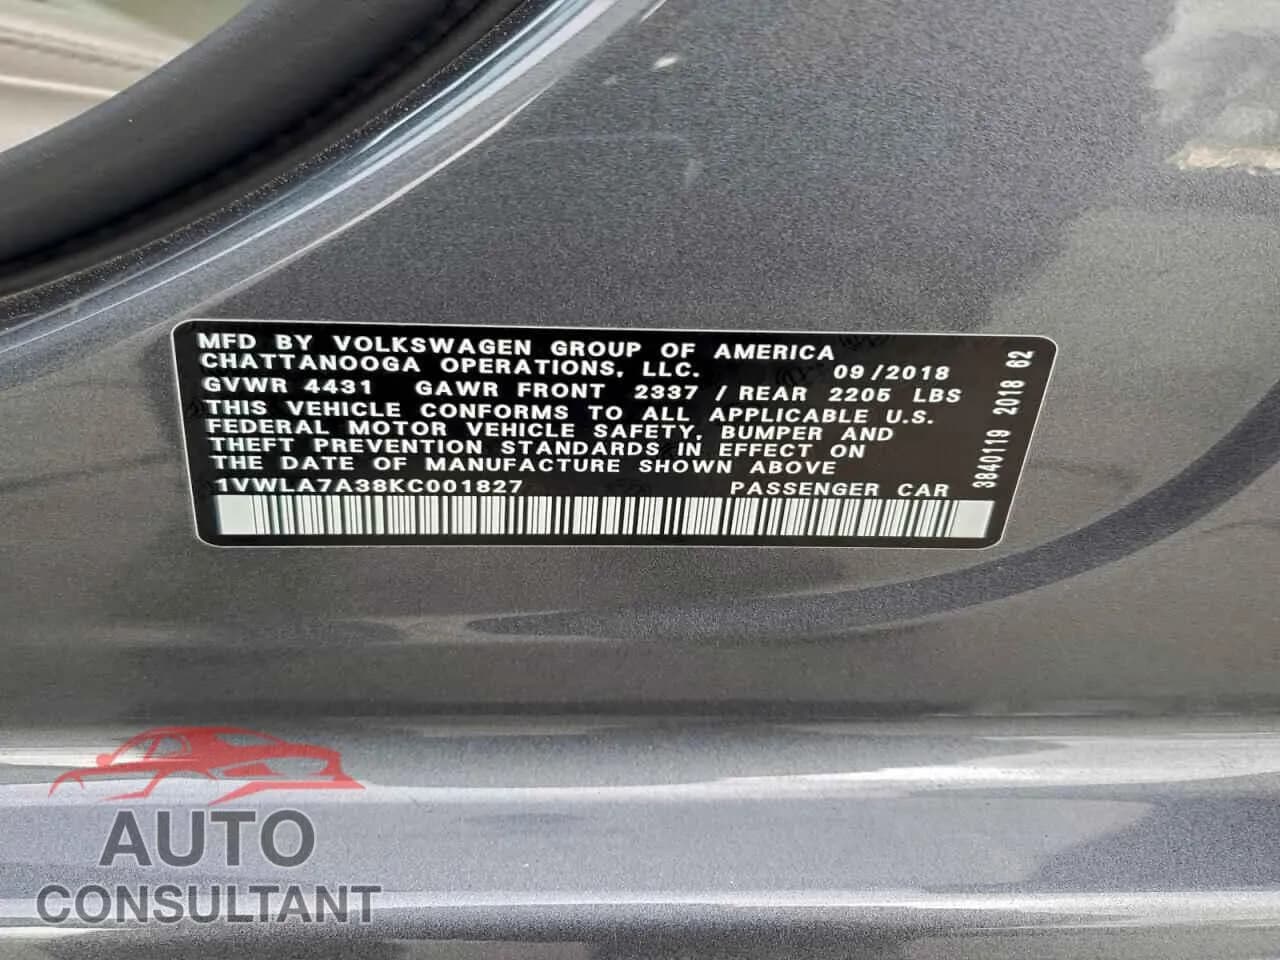 MFD BY VOLKSWAGEN GROUP OF AMERICA
CHATTANOOGA OPERATIONS, LLC. 09/2018
GVWR 4431 GAWR FRONT 2337 / REAR 2205 LBS
THIS VEHICLE CONFORMS TO ALL APPLICABLE U.S.
FEDERAL MOTOR VEHICLE SAFETY, BUMPER AND
THEFT PREVENTION STANDARDS IN EFFECT ON
THE DATE OF MANUFACTURE SHOWN ABOVE
1VWLA7A38KC001827 PASSENGER CAR
3840119 2018 62
AUTO
CONSULTANT